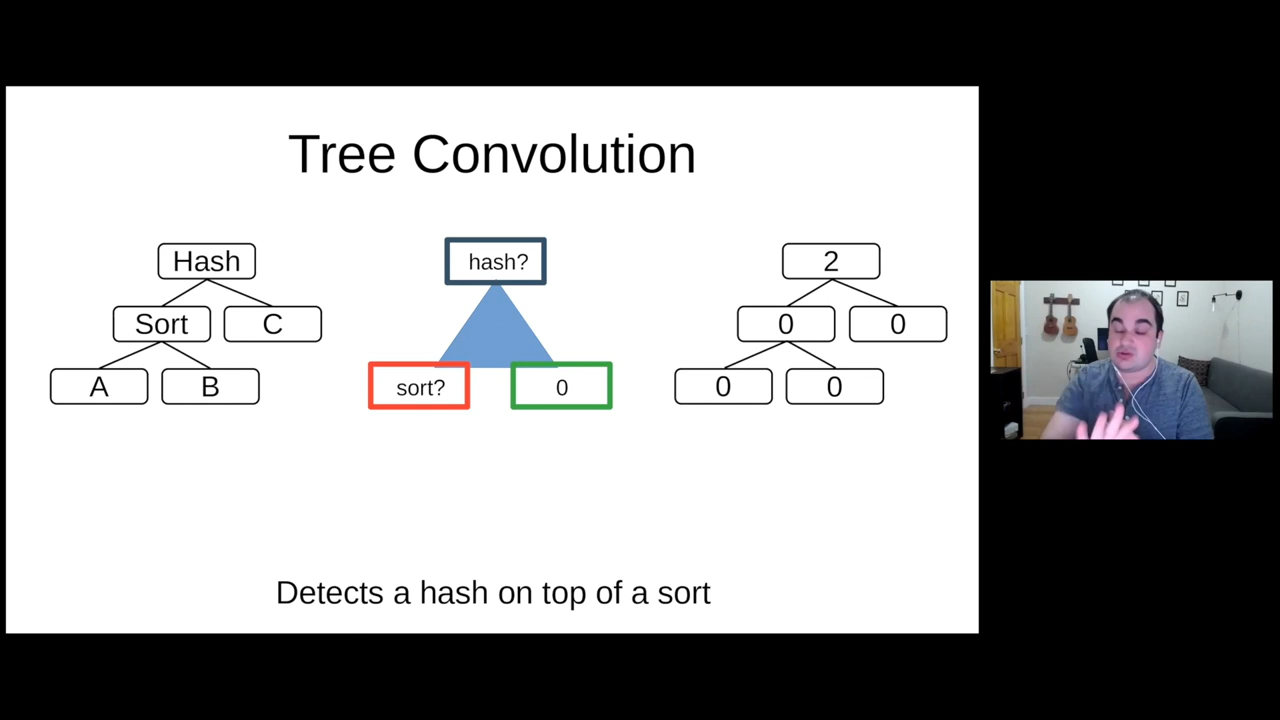 Tree Convolution
Hash
Sort
C
A
B
hash?
sort?
0
2
0
0
0
0
Detects a hash on top of a sort